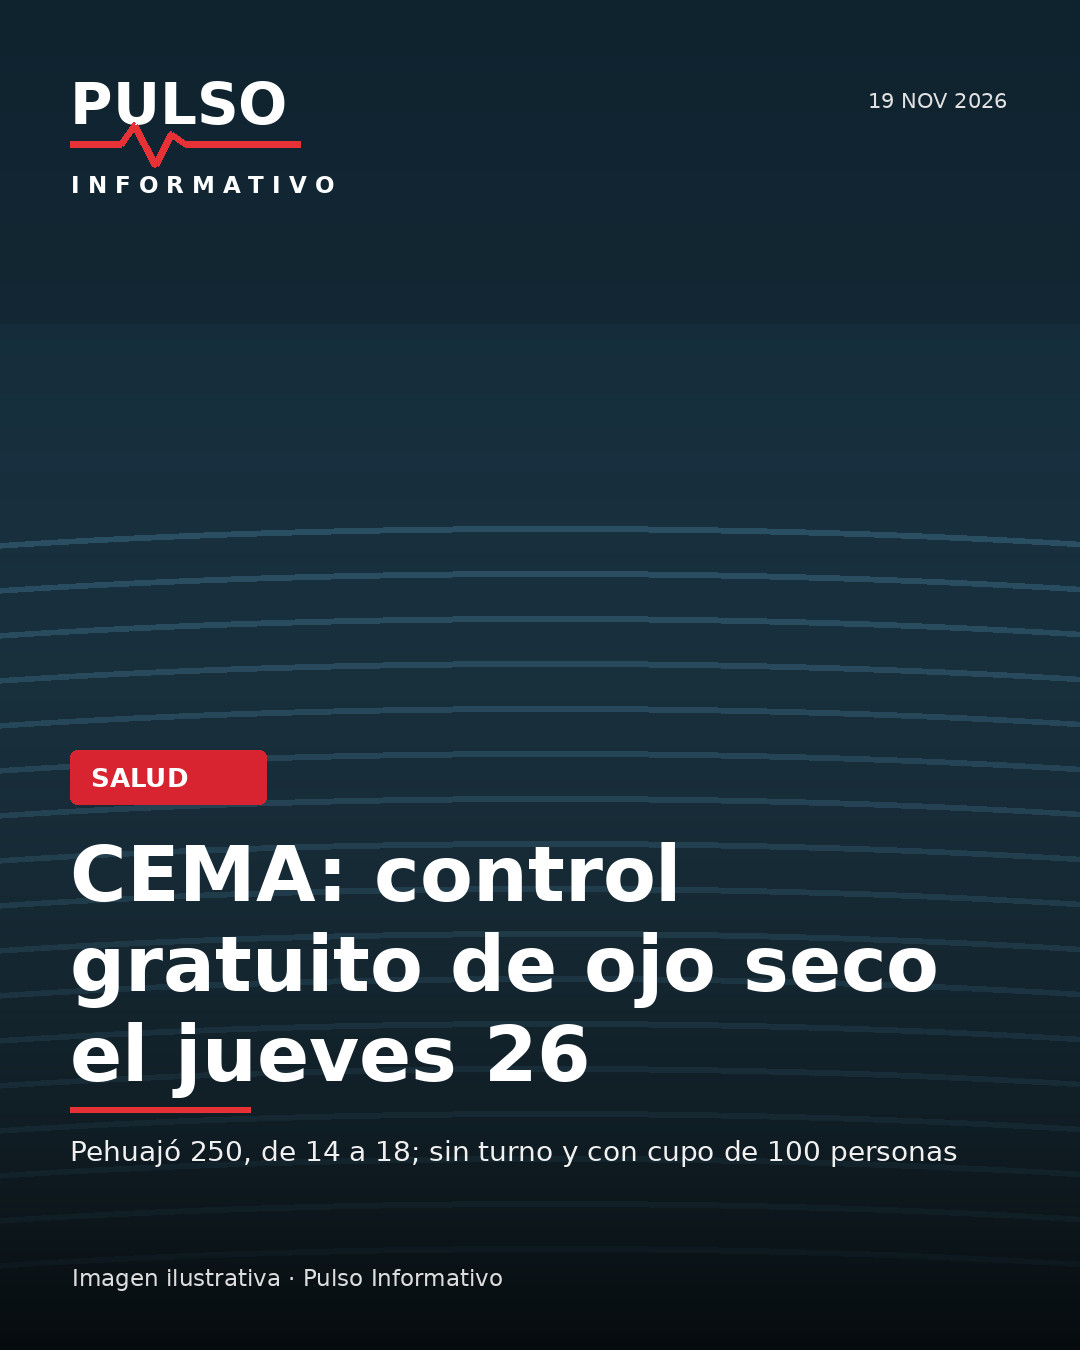 PULSO
INFORMATIVO
19 NOV 2026
SALUD
CEMA: control
gratuito de ojo seco
el jueves 26
Pehuajó 250, de 14 a 18; sin turno y con cupo de 100 personas
Imagen ilustrativa · Pulso Informativo